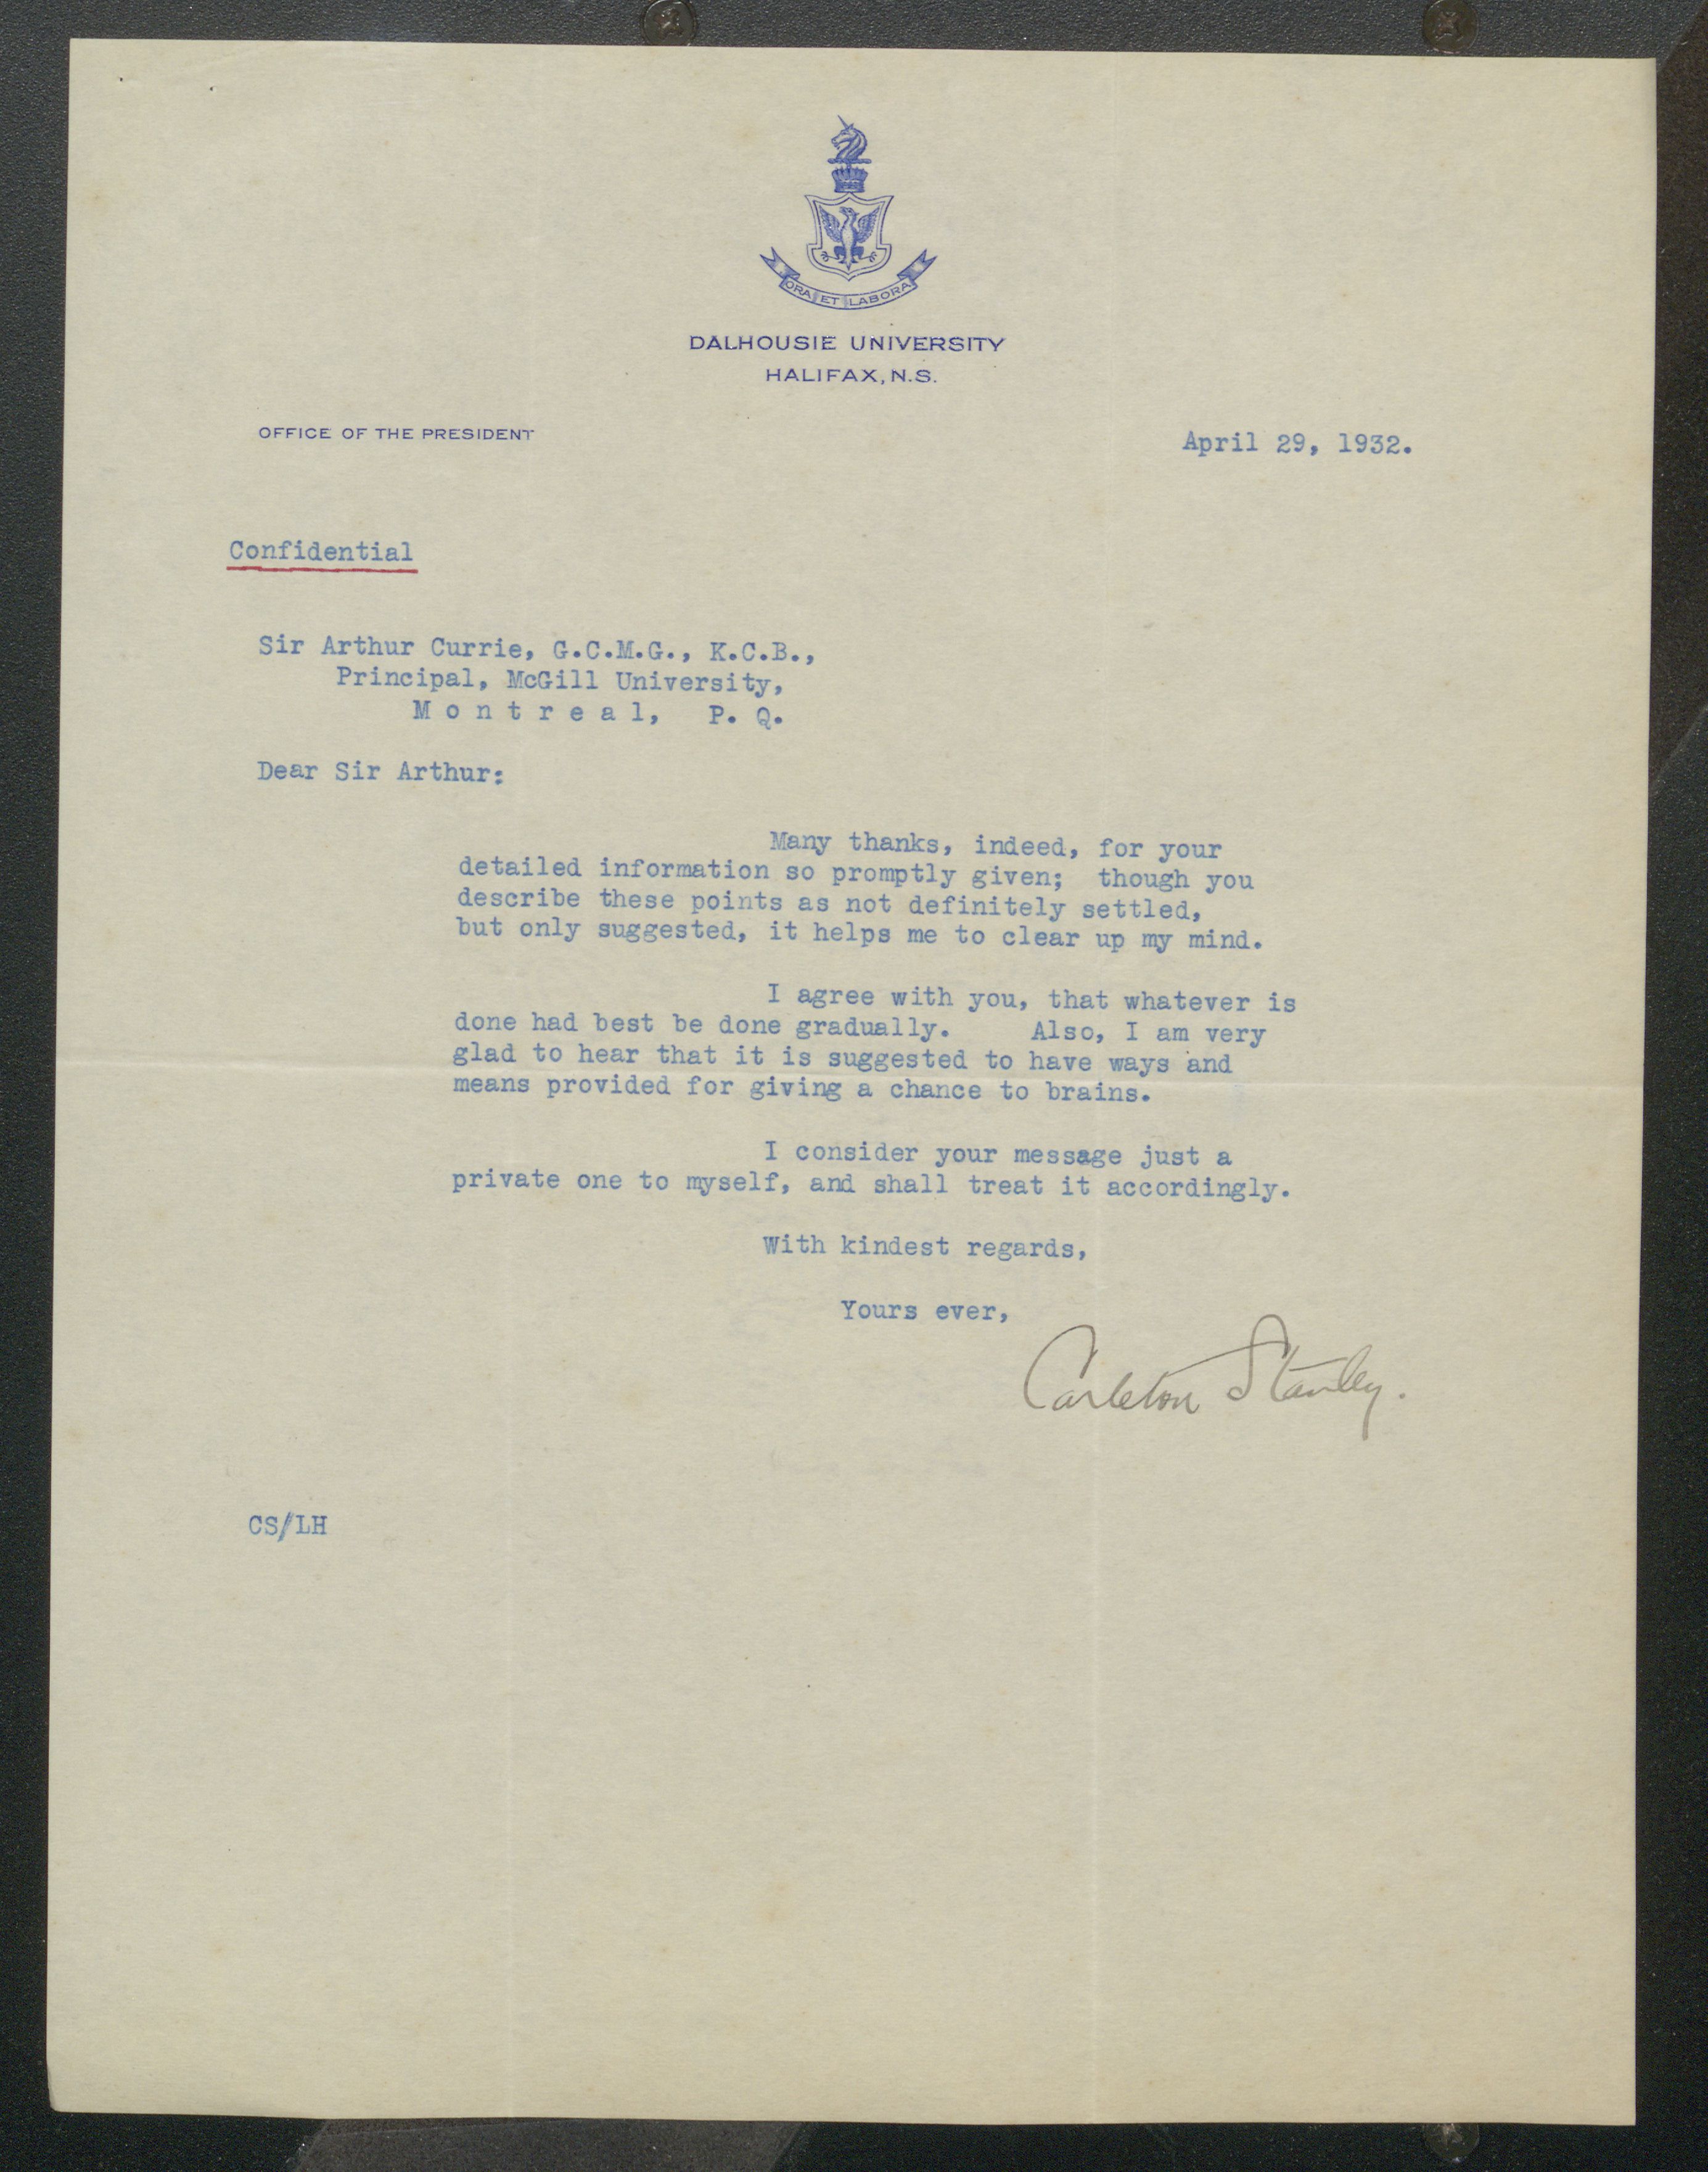 ORA ET LABORA
DALHOUSIE UNIVERSITY
HALIFAX, N.S.
OFFICE OF THE PRESIDENT
April 29, 1932.
Confidential
Sir Arthur Currie, G.C.M.G., K.C.B.,
Principal, McGill University,
M o n t r e a l, P. Q.
Dear Sir Arthur:
Many thanks, indeed, for your
detailed information so promptly given; though you
describe these points as not definitely settled,
but only suggested, it helps me to clear up my mind.
I agree with you, that whatever is
done had best be done gradually. Also, I am very
glad to hear that it is suggested to have ways and
means provided for giving a chance to brains.
I consider your message just a
private one to myself, and shall treat it accordingly.
With kindest regards,
Yours ever,
Carleton Stanley.
CS/LH